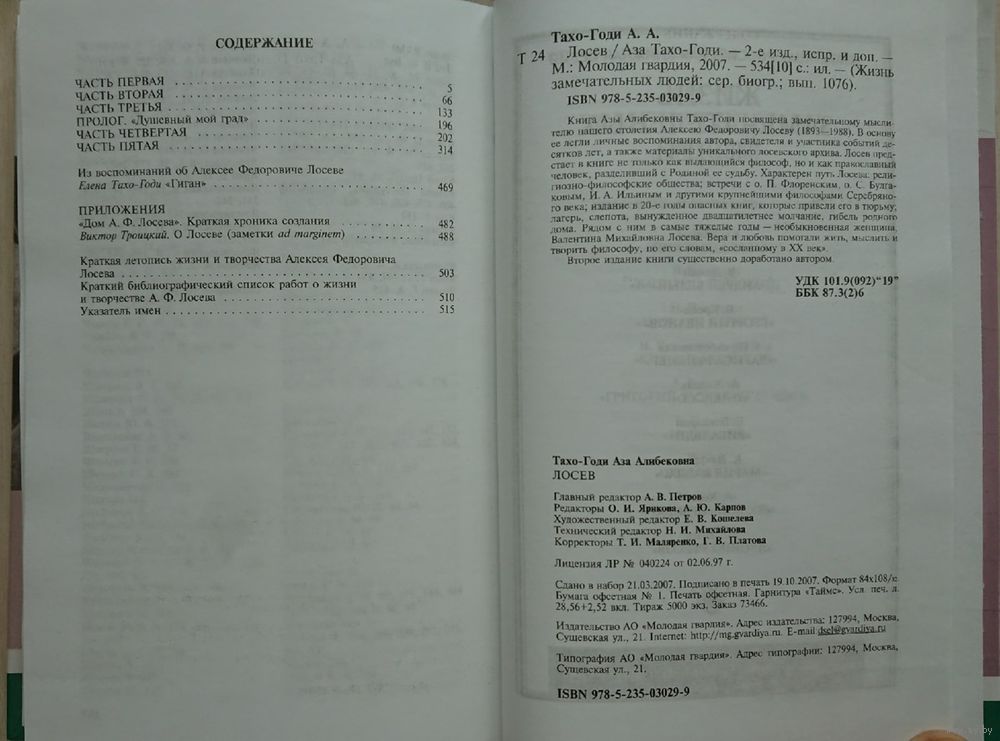 СОДЕРЖАНИЕ
ЧАСТЬ ПЕРВАЯ . . . 5
ЧАСТЬ ВТОРАЯ . . . 66
ЧАСТЬ ТРЕТЬЯ . . . 133
ПРОЛОГ. «Душевный мой град» . . . 196
ЧАСТЬ ЧЕТВЕРТАЯ . . . 202
ЧАСТЬ ПЯТАЯ . . . 314
Из воспоминаний об Алексее Федоровиче Лосеве
Елена Тахо-Годи «Гиган» . . . 469
ПРИЛОЖЕНИЯ
«Дом А. Ф. Лосева». Краткая хроника создания 482
Виктор Троицкий. О Лосеве (заметки ad marginem) . . . 488
Краткая летопись жизни и творчества Алексея Федоровича
Лосева . . . 503
Краткий библиографический список работ о жизни
и творчестве А. Ф. Лосева . . . 510
Указатель имен . . . 515
Тахо-Годи А. А.
Т 24 Лосев / Аза Тахо-Годи. — 2-е изд., испр. и доп. —
М.: Молодая гвардия, 2007. — 534[10] с.: ил. — (Жизнь
замечательных людей: сер. биогр.; вып. 1076).
ISBN 978-5-235-03029-9
Книга Азы Алибековны Тахо-Годи посвящена замечательному мысли-
телю нашего столетия Алексею Федоровичу Лосеву (1893—1988). В основу
ее легли личные воспоминания автора, свидетеля и участника событий де-
сятков лет, а также материалы уникального лосевского архива. Лосев пред-
стает в книге не только как выдающийся философ, но и как православный
человек, разделивший с Родиной ее судьбу. Характерен путь Лосева: рели-
гиозно-философские общества; встречи с о. П. Флоренским, о. С. Булга-
ковым, И. А. Ильиным и другими крупнейшими философами Серебряно-
го века; издание в 20-е годы опасных книг, которые привели его в тюрьму;
лагерь, слепота, вынужденное двадцатилетнее молчание, гибель родного
дома. Рядом с ним в самые тяжелые годы — необыкновенная женщина,
Валентина Михайловна Лосева. Вера и любовь помогали жить, мыслить и
творить философу, по его словам, «сосланному в XX век».
Второе издание книги существенно доработано автором.
УДК 101.9(092)“19”
ББК 87.3(2)6
Тахо-Годи Аза Алибековна
ЛОСЕВ
Главный редактор А. В. Петров
Редакторы О. И. Ярикова, А. Ю. Карпов
Художественный редактор Е. В. Кошелева
Технический редактор Н. И. Михайлова
Корректоры Т. И. Маляренко, Г. В. Платова
Лицензия ЛР № 040224 от 02.06.97 г.
Сдано в набор 21.03.2007. Подписано в печать 19.10.2007. Формат 84x108/
Бумага офсетная № 1. Печать офсетная. Гарнитура «Таймс». Усл. печ. л.
28,56+2,52 вкл. Тираж 5000 экз. Заказ 73466.
Издательство АО «Молодая гвардия». Адрес издательства: 127994, Москва,
Сущевская ул., 21. Internet: http://mg.gvardiya.ru. E-mail dsel@gvardiya.ru
Типография АО «Молодая гвардия». Адрес типографии: 127994, Москва,
Сущевская ул., 21.
ISBN 978-5-235-03029-9